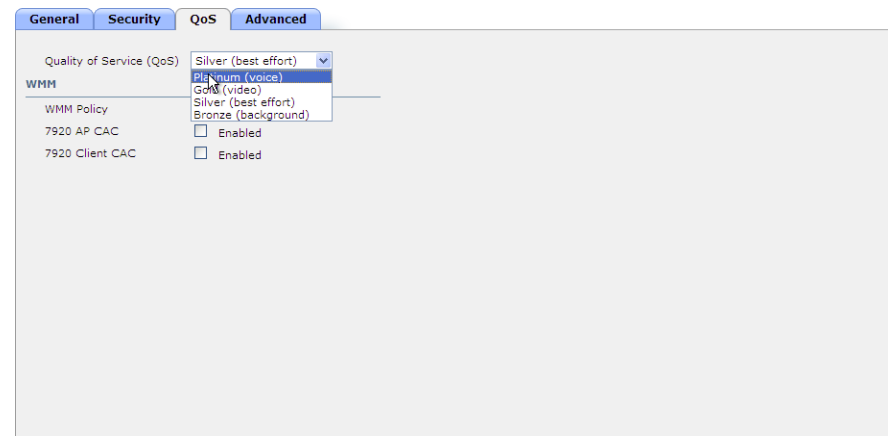 General Security QoS Advanced
Quality of Service (QoS) Silver (best effort)
Platinum (voice)
WMM
Gold (video)
Silver (best effort)
WMM Policy
Bronze (background)
7920 AP CAC Enabled
7920 Client CAC Enabled